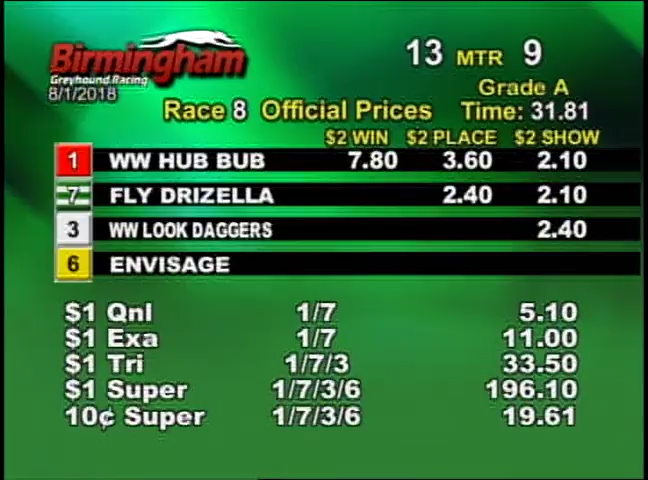 Birmingham
Greyhound Racing
8/1/2018
13 MTR 9
Grade A
Race 8 Official Prices Time: 31.81
$2 WIN $2 PLACE $2 SHOW
1 WW HUB BUB 7.80 3.60 2.10
7 FLY DRIZELLA 2.40 2.10
3 WW LOOK DAGGERS 2.40
6 ENVISAGE
$1 Qnl 1/7 5.10
$1 Exa 1/7 11.00
$1 Tri 1/7/3 33.50
$1 Super 1/7/3/6 196.10
10¢ Super 1/7/3/6 19.61